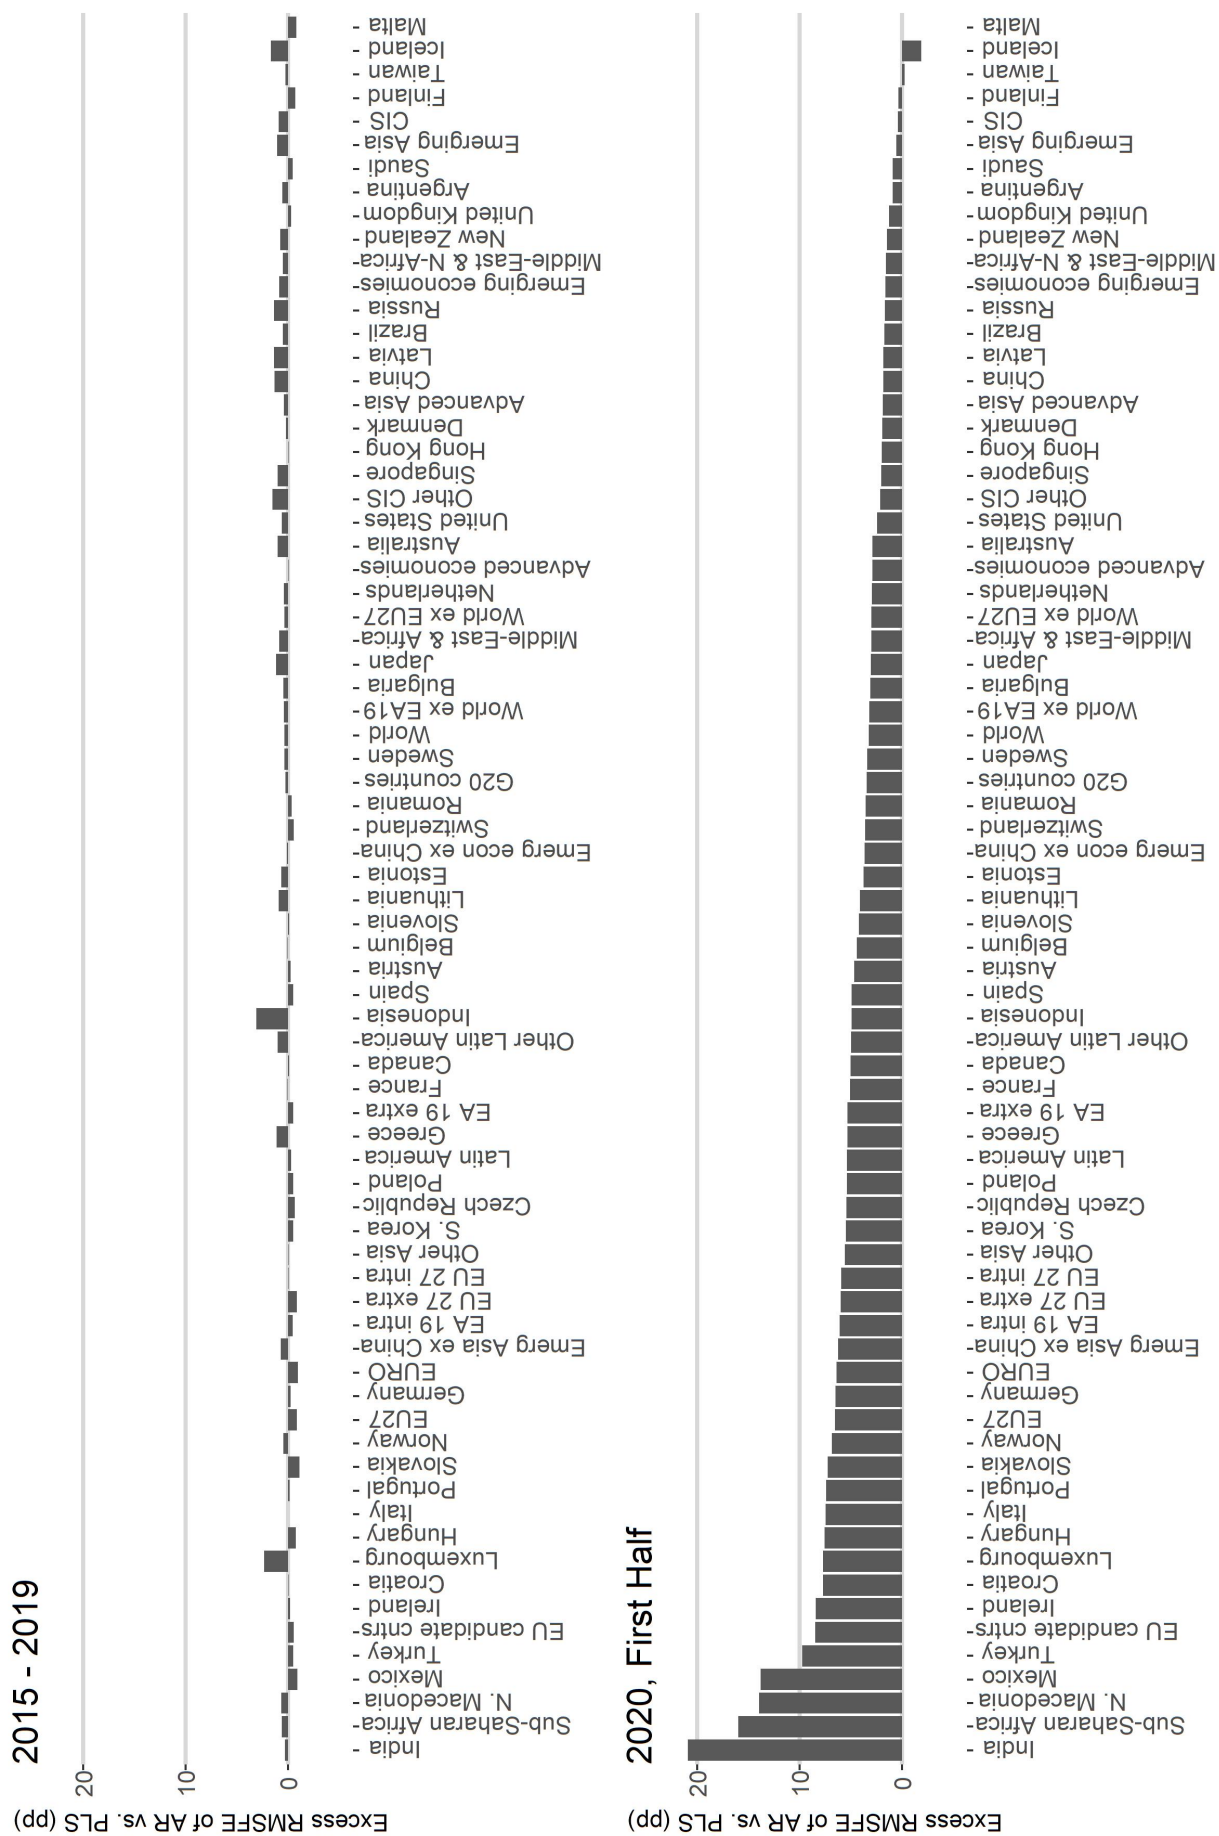 2015 - 2019
Excess RMSFE of AR vs. PLS (pp)
20
10
0
India
Sub-Saharan Africa
N. Macedonia
Mexico
Turkey
EU candidate cntrs
Ireland
Croatia
Luxembourg
Hungary
Italy
Portugal
Slovakia
Norway
EU27
Germany
EURO
Emerg Asia ex China
EA 19 intra
EU 27 extra
EU 27 intra
Other Asia
S. Korea
Czech Republic
Poland
Latin America
Greece
EA 19 extra
France
Canada
Other Latin America
Indonesia
Spain
Austria
Belgium
Slovenia
Lithuania
Estonia
Emerg econ ex China
Switzerland
Romania
G20 countries
Sweden
World
World ex EA19
Bulgaria
Japan
Middle-East & Africa
World ex EU27
Netherlands
Advanced economies
Australia
United States
Other CIS
Singapore
Hong Kong
Denmark
Advanced Asia
China
Latvia
Brazil
Russia
Emerging economies
Middle-East & N-Africa
New Zealand
United Kingdom
Argentina
Saudi
Emerging Asia
CIS
Finland
Taiwan
Iceland
Malta
2020, First Half
Excess RMSFE of AR vs. PLS (pp)
20
10
0
India
Sub-Saharan Africa
N. Macedonia
Mexico
Turkey
EU candidate cntrs
Ireland
Croatia
Luxembourg
Hungary
Italy
Portugal
Slovakia
Norway
EU27
Germany
EURO
Emerg Asia ex China
EA 19 intra
EU 27 extra
EU 27 intra
Other Asia
S. Korea
Czech Republic
Poland
Latin America
Greece
EA 19 extra
France
Canada
Other Latin America
Indonesia
Spain
Austria
Belgium
Slovenia
Lithuania
Estonia
Emerg econ ex China
Switzerland
Romania
G20 countries
Sweden
World
World ex EA19
Bulgaria
Japan
Middle-East & Africa
World ex EU27
Netherlands
Advanced economies
Australia
United States
Other CIS
Singapore
Hong Kong
Denmark
Advanced Asia
China
Latvia
Brazil
Russia
Emerging economies
Middle-East & N-Africa
New Zealand
United Kingdom
Argentina
Saudi
Emerging Asia
CIS
Finland
Taiwan
Iceland
Malta